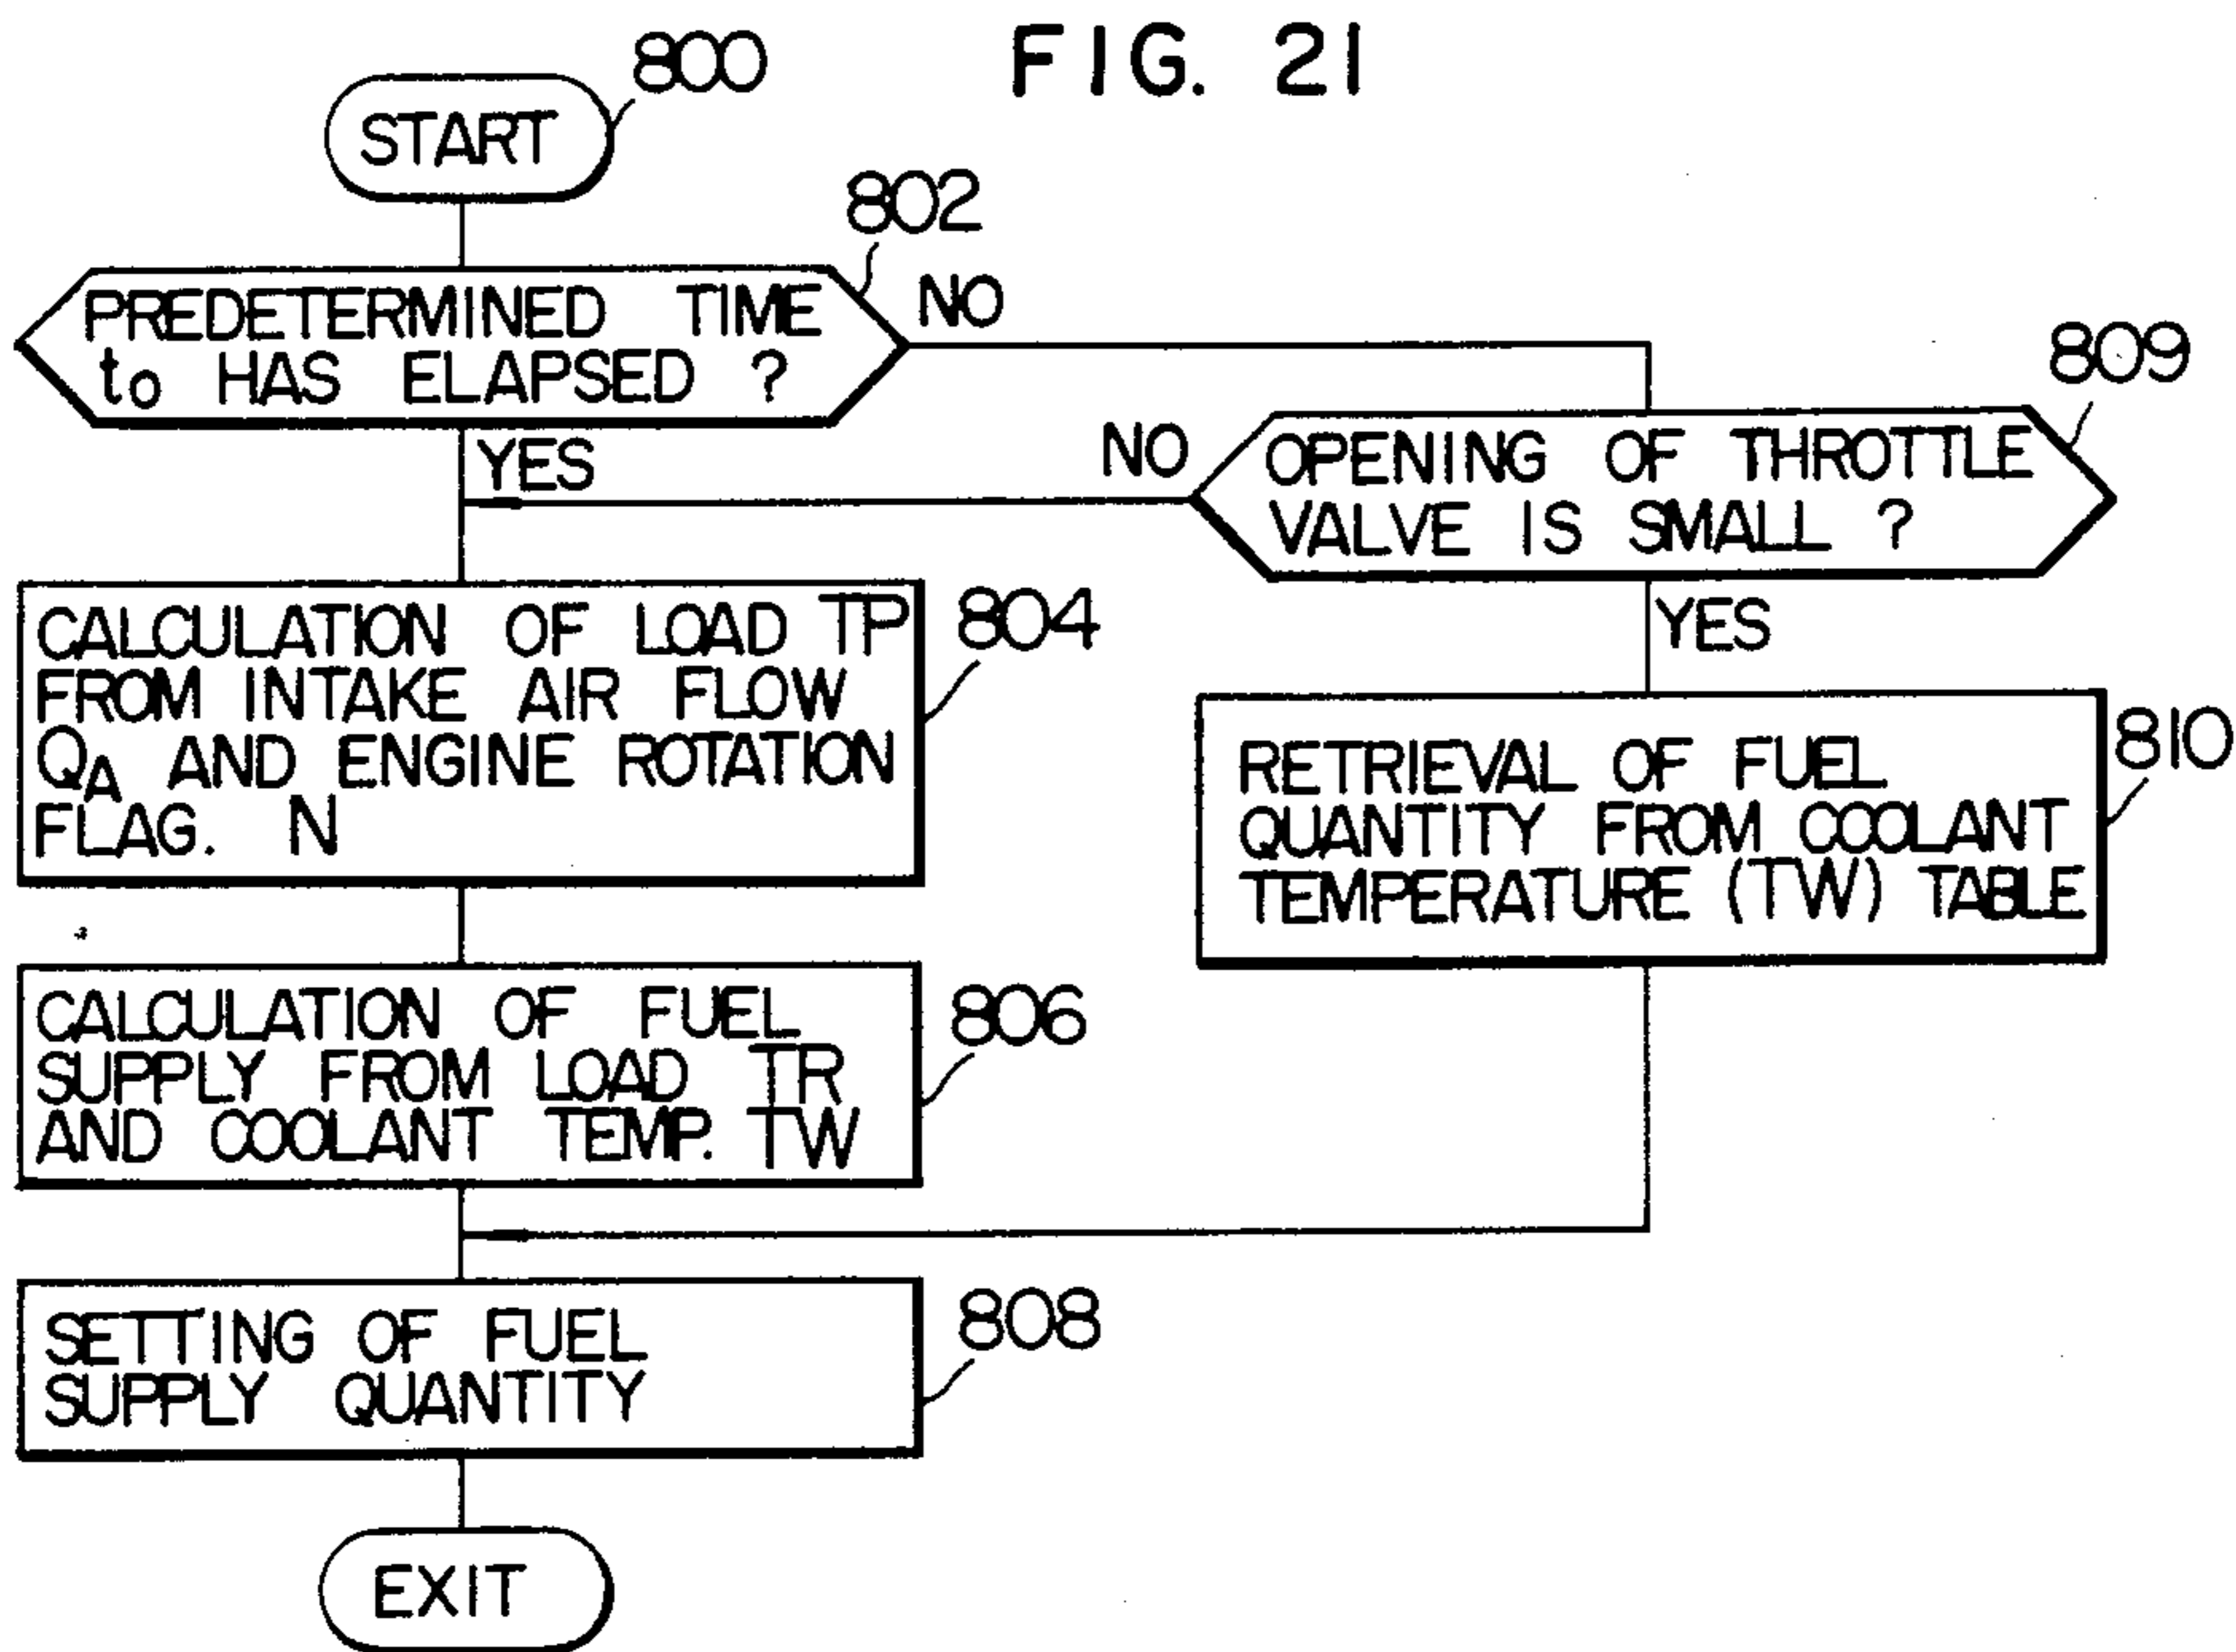 FIG. 21
800
START
802
PREDETERMINED TIME
to HAS ELAPSED ?
NO
YES
809
NO
OPENING OF THROTTLE
VALVE IS SMALL ?
YES
804
CALCULATION OF LOAD TP
FROM INTAKE AIR FLOW
QA AND ENGINE ROTATION
FLAG. N
810
RETRIEVAL OF FUEL
QUANTITY FROM COOLANT
TEMPERATURE (TW) TABLE
806
CALCULATION OF FUEL
SUPPLY FROM LOAD TR
AND COOLANT TEMP. TW
808
SETTING OF FUEL
SUPPLY QUANTITY
EXIT